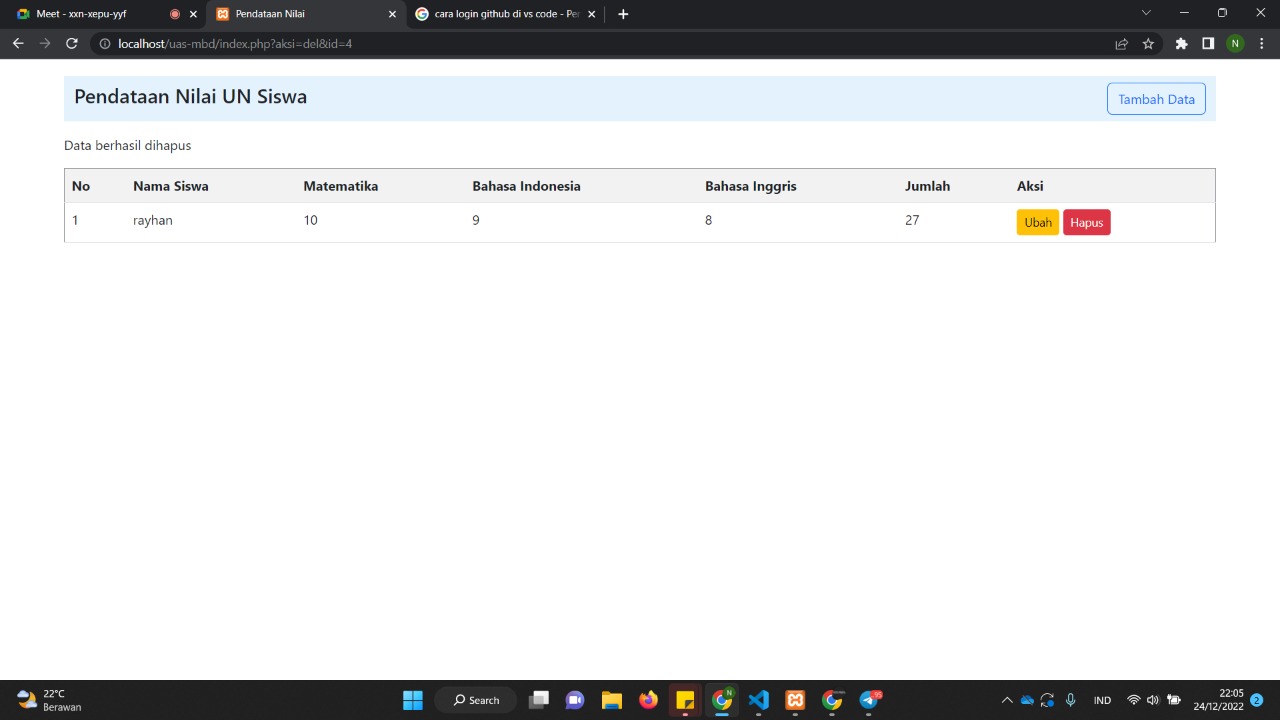 Meet - xxn-xepu-yyf
Pendataan Nilai
cara login github di vs code - Pe
localhost/uas-mbd/index.php?aksi=del&id=4
N
Pendataan Nilai UN Siswa
Tambah Data
Data berhasil dihapus
No Nama Siswa Matematika Bahasa Indonesia Bahasa Inggris Jumlah Aksi
1 rayhan 10 9 8 27 Ubah Hapus
22°C
Berawan
Search
N
95
IND
22:05
24/12/2022
2